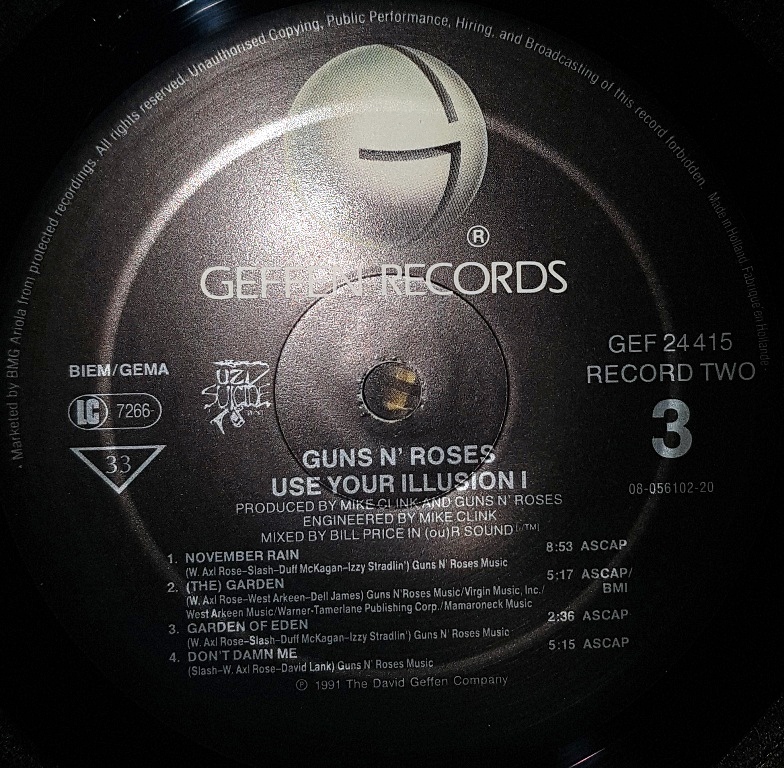 · Marketed by BMG Ariola from protected recordings. All rights reserved. Unauthorised Copying, Public Performance, Hiring, and Broadcasting of this record forbidden. Made in Holland. Fabriqué en Hollande.
G
®
GEFFEN RECORDS
BIEM/GEMA
LC 7266
33
UZI
SUICIDE
GEF 24415
RECORD TWO
3
08-056102-20
GUNS N' ROSES
USE YOUR ILLUSION I
PRODUCED BY MIKE CLINK AND GUNS N' ROSES
ENGINEERED BY MIKE CLINK
MIXED BY BILL PRICE IN (ou)R SOUND
1. NOVEMBER RAIN 8:53 ASCAP
(W. Axl Rose–Slash–Duff McKagan–Izzy Stradlin') Guns N' Roses Music
2. (THE) GARDEN 5:17 ASCAP/
BMI
(W. Axl Rose–West Arkeen–Dell James) Guns N'Roses Music/Virgin Music, Inc./
West Arkeen Music/Warner-Tamerlane Publishing Corp./Mamaroneck Music
3. GARDEN OF EDEN 2:36 ASCAP
(W. Axl Rose–Slash–Duff McKagan–Izzy Stradlin') Guns N' Roses Music
4. DON'T DAMN ME 5:15 ASCAP
(Slash–W. Axl Rose–David Lank) Guns N' Roses Music
℗ 1991 The David Geffen Company